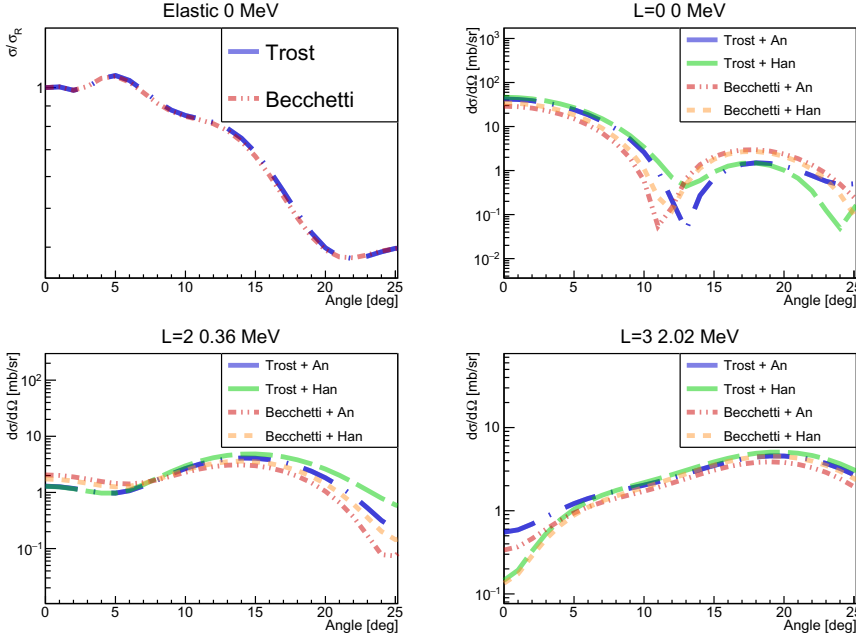 Elastic 0 MeV
σ/σR
1
Trost
Becchetti
0 5 10 15 20 25
Angle [deg]
L=0 0 MeV
dσ/dΩ [mb/sr]
10³
10²
10
1
10⁻¹
10⁻²
Trost + An
Trost + Han
Becchetti + An
Becchetti + Han
0 5 10 15 20 25
Angle [deg]
L=2 0.36 MeV
dσ/dΩ [mb/sr]
10²
10
1
10⁻¹
Trost + An
Trost + Han
Becchetti + An
Becchetti + Han
0 5 10 15 20 25
Angle [deg]
L=3 2.02 MeV
dσ/dΩ [mb/sr]
10
1
10⁻¹
Trost + An
Trost + Han
Becchetti + An
Becchetti + Han
0 5 10 15 20 25
Angle [deg]